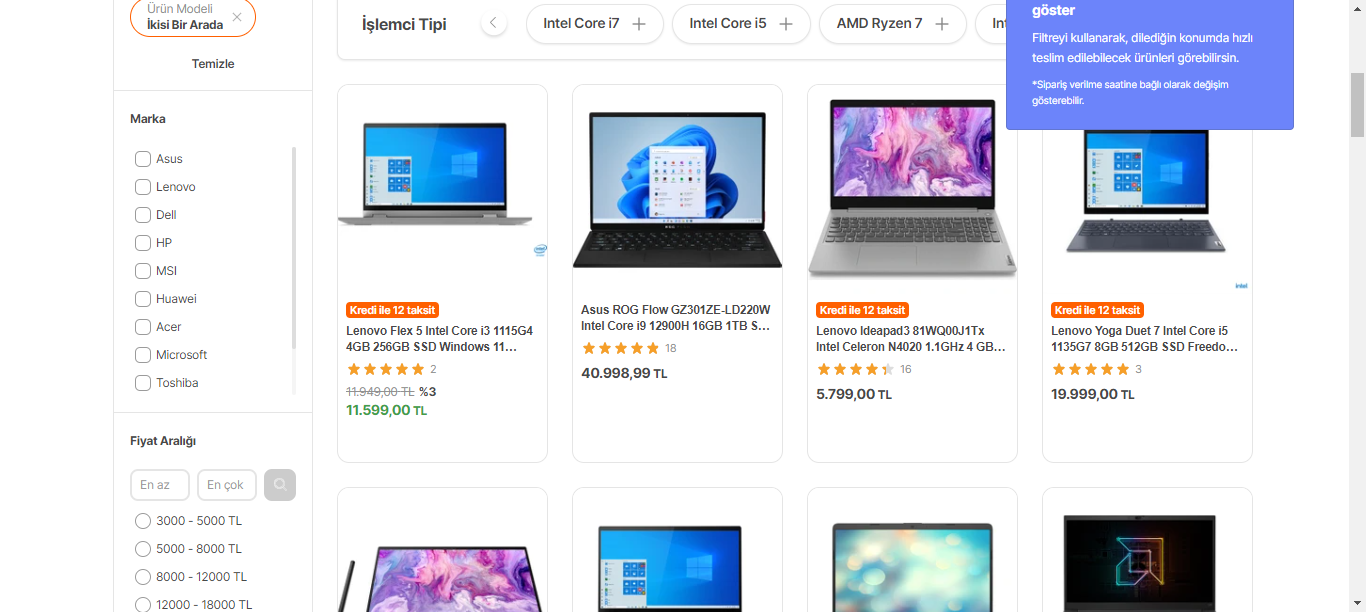 Ürün Modeli
İkisi Bir Arada
Temizle
Marka
Asus
Lenovo
Dell
HP
MSI
Huawei
Acer
Microsoft
Toshiba
Fiyat Aralığı
En az
En çok
3000 - 5000 TL
5000 - 8000 TL
8000 - 12000 TL
12000 - 18000 TL
İşlemci Tipi
Intel Core i7
Intel Core i5
AMD Ryzen 7
göster
Filtreyi kullanarak, dilediğin konumda hızlı
teslim edilebilecek ürünleri görebilirsin.
*Sipariş verilme saatine bağlı olarak değişim
gösterebilir.
Kredi ile 12 taksit
Lenovo Flex 5 Intel Core i3 1115G4
4GB 256GB SSD Windows 11...
2
11.949,00 TL %3
11.599,00 TL
Asus ROG Flow GZ301ZE-LD220W
Intel Core i9 12900H 16GB 1TB S...
18
40.998,99 TL
Kredi ile 12 taksit
Lenovo Ideapad3 81WQ00J1Tx
Intel Celeron N4020 1.1GHz 4 GB...
16
5.799,00 TL
intel
Kredi ile 12 taksit
Lenovo Yoga Duet 7 Intel Core i5
1135G7 8GB 512GB SSD Freedo...
3
19.999,00 TL